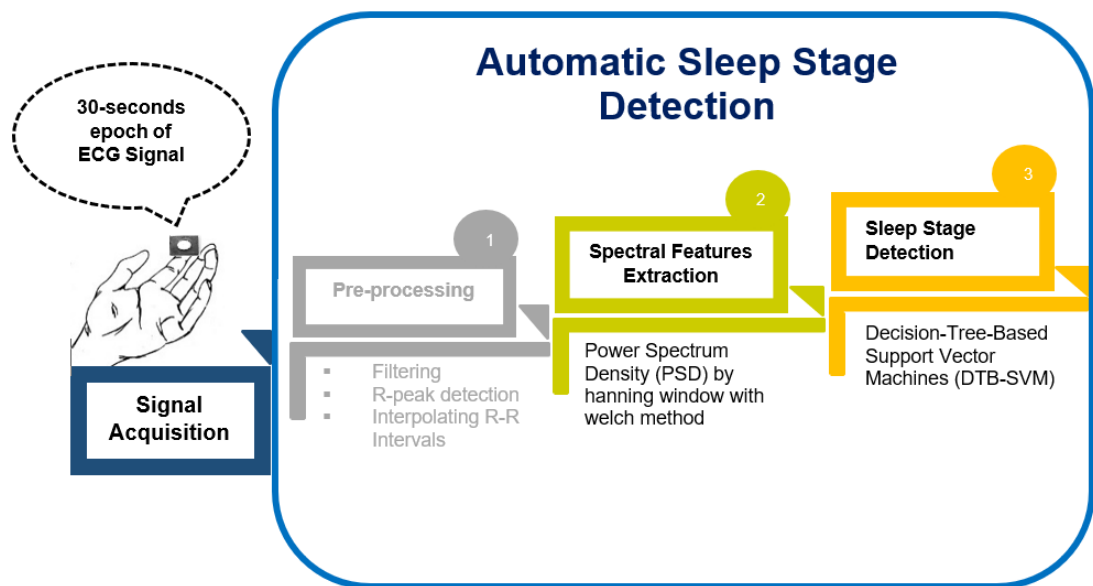 Automatic Sleep Stage
Detection
30-seconds
epoch of
ECG Signal
Signal
Acquisition
1
Pre-processing
▪ Filtering
▪ R-peak detection
▪ Interpolating R-R
Intervals
2
Spectral Features
Extraction
Power Spectrum
Density (PSD) by
hanning window with
welch method
3
Sleep Stage
Detection
Decision-Tree-Based
Support Vector
Machines (DTB-SVM)